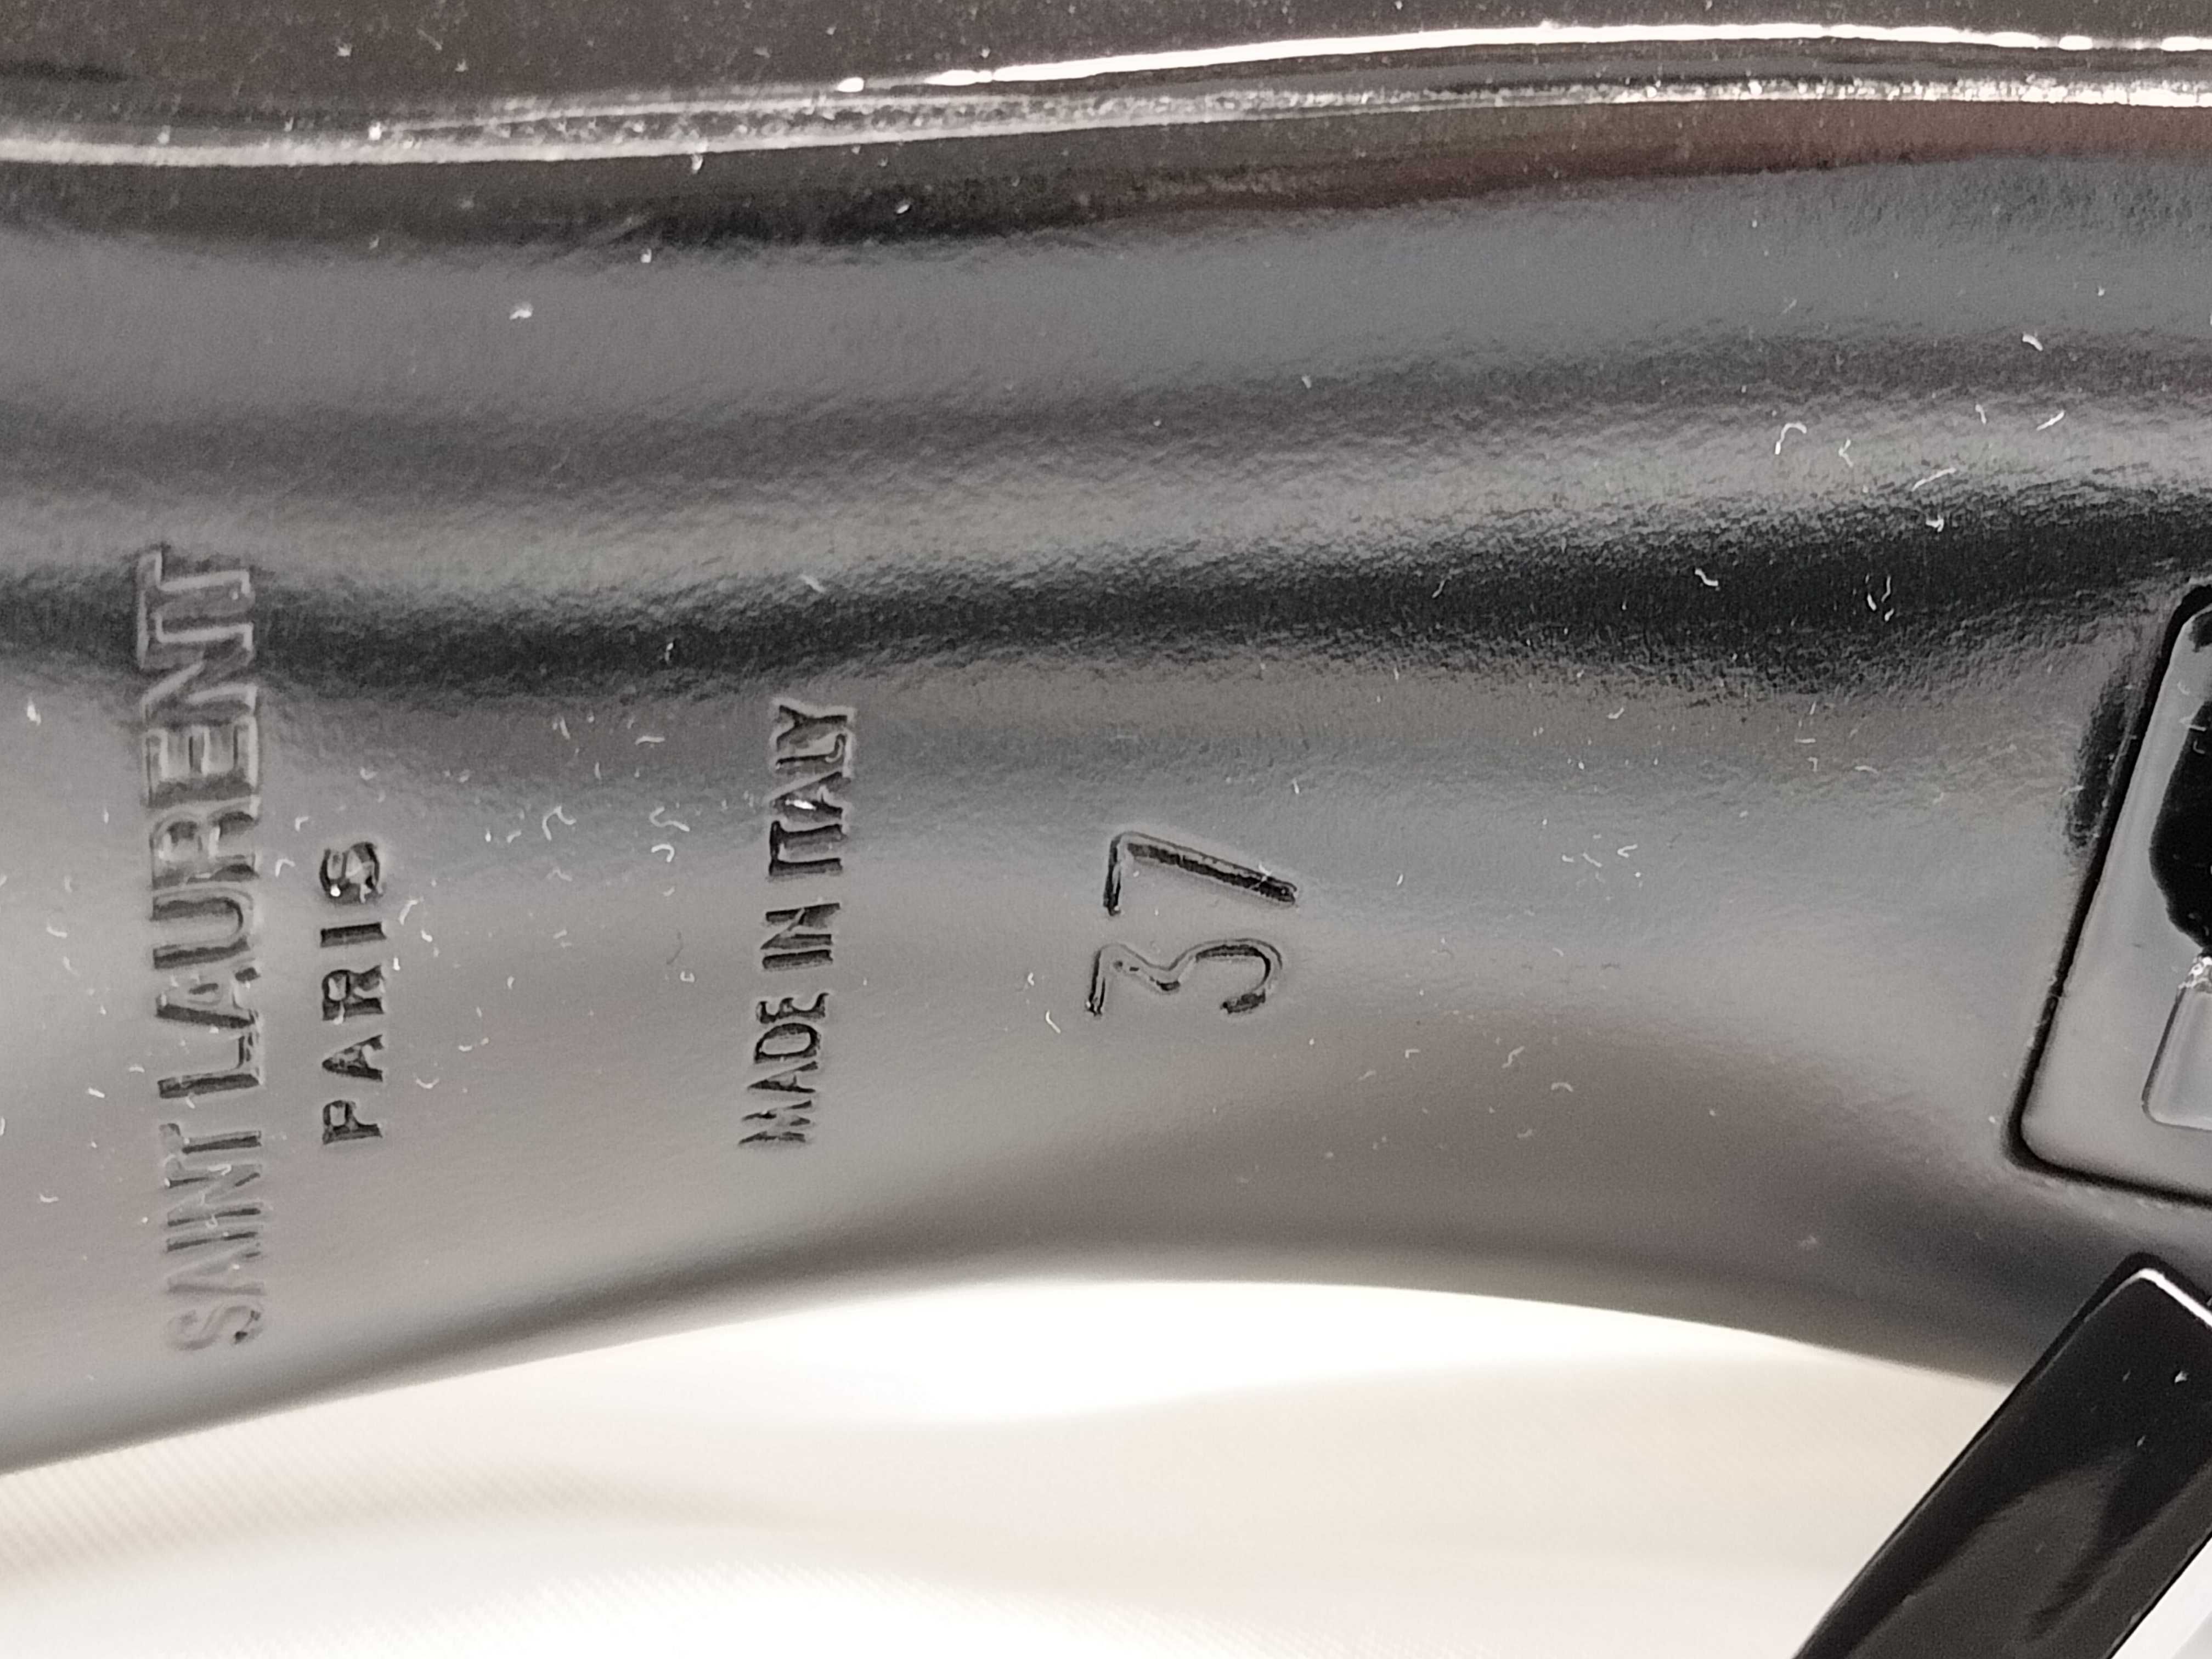 SAINT LAURENT
PARIS
MADE IN ITALY
37